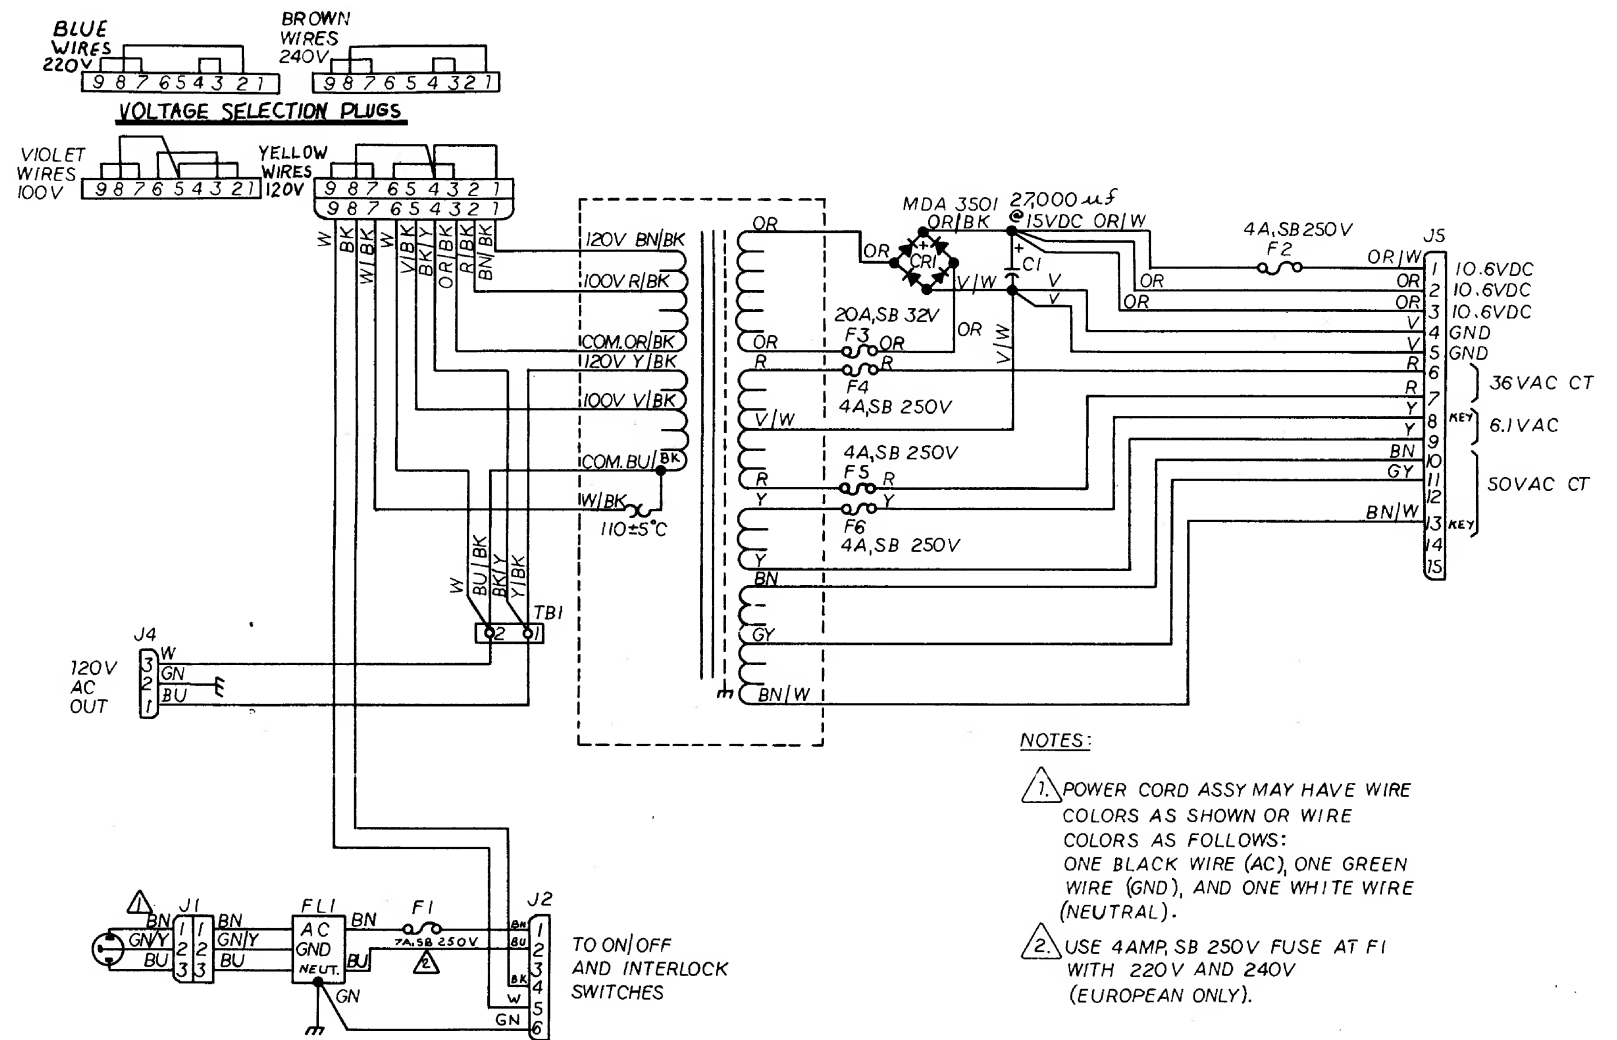 BLUE
WIRES
220V
9 8 7 6 5 4 3 2 1
BROWN
WIRES
240V
9 8 7 6 5 4 3 2 1
VOLTAGE SELECTION PLUGS
VIOLET
WIRES
100V
9 8 7 6 5 4 3 2 1
YELLOW
WIRES
120V
9 8 7 6 5 4 3 2 1
9 8 7 6 5 4 3 2 1
W
BK
W/BK
W
V/BK
BK/Y
OR/BK
R/BK
BN/BK
120V BN/BK
100V R/BK
COM. OR/BK
120V Y/BK
100V V/BK
COM. BU/BK
W/BK
110±5°C
W
BU/BK
BK/Y
Y/BK
TB1
2 1
J4
120V
AC
OUT
3 W
2 GN
1 BU
OR
OR
R
V/W
R
Y
Y
BN
GY
BN/W
MDA 3501
OR/BK
27,000 uf
@15VDC OR/W
OR
+
CR1
+
C1
V/W
V
V
OR
OR
20A,SB 32V
F3
OR
OR
V/W
R
F4
4A,SB 250V
4A,SB 250V
F5
R
Y
F6
4A,SB 250V
4A,SB 250V
F2
J5
OR/W 1 10.6VDC
OR 2 10.6VDC
OR 3 10.6VDC
V 4 GND
V 5 GND
R 6
36VAC CT
R 7
Y 8 KEY
6.1VAC
Y 9
BN 10
GY 11
50VAC CT
12
BN/W 13 KEY
14
15
NOTES:
1. POWER CORD ASSY MAY HAVE WIRE
COLORS AS SHOWN OR WIRE
COLORS AS FOLLOWS:
ONE BLACK WIRE (AC), ONE GREEN
WIRE (GND), AND ONE WHITE WIRE
(NEUTRAL).
2. USE 4AMP, SB 250V FUSE AT F1
WITH 220V AND 240V
(EUROPEAN ONLY).
1
J1
FL1
F1
J2
BN 1 1 BN AC BN BN 1
GN/Y 2 2 GN/Y GND 7A,SB 250V BU 2
BU 3 3 BU NEUT. BU 3
2
BK 4
W 5
GN GN 6
TO ON/OFF
AND INTERLOCK
SWITCHES